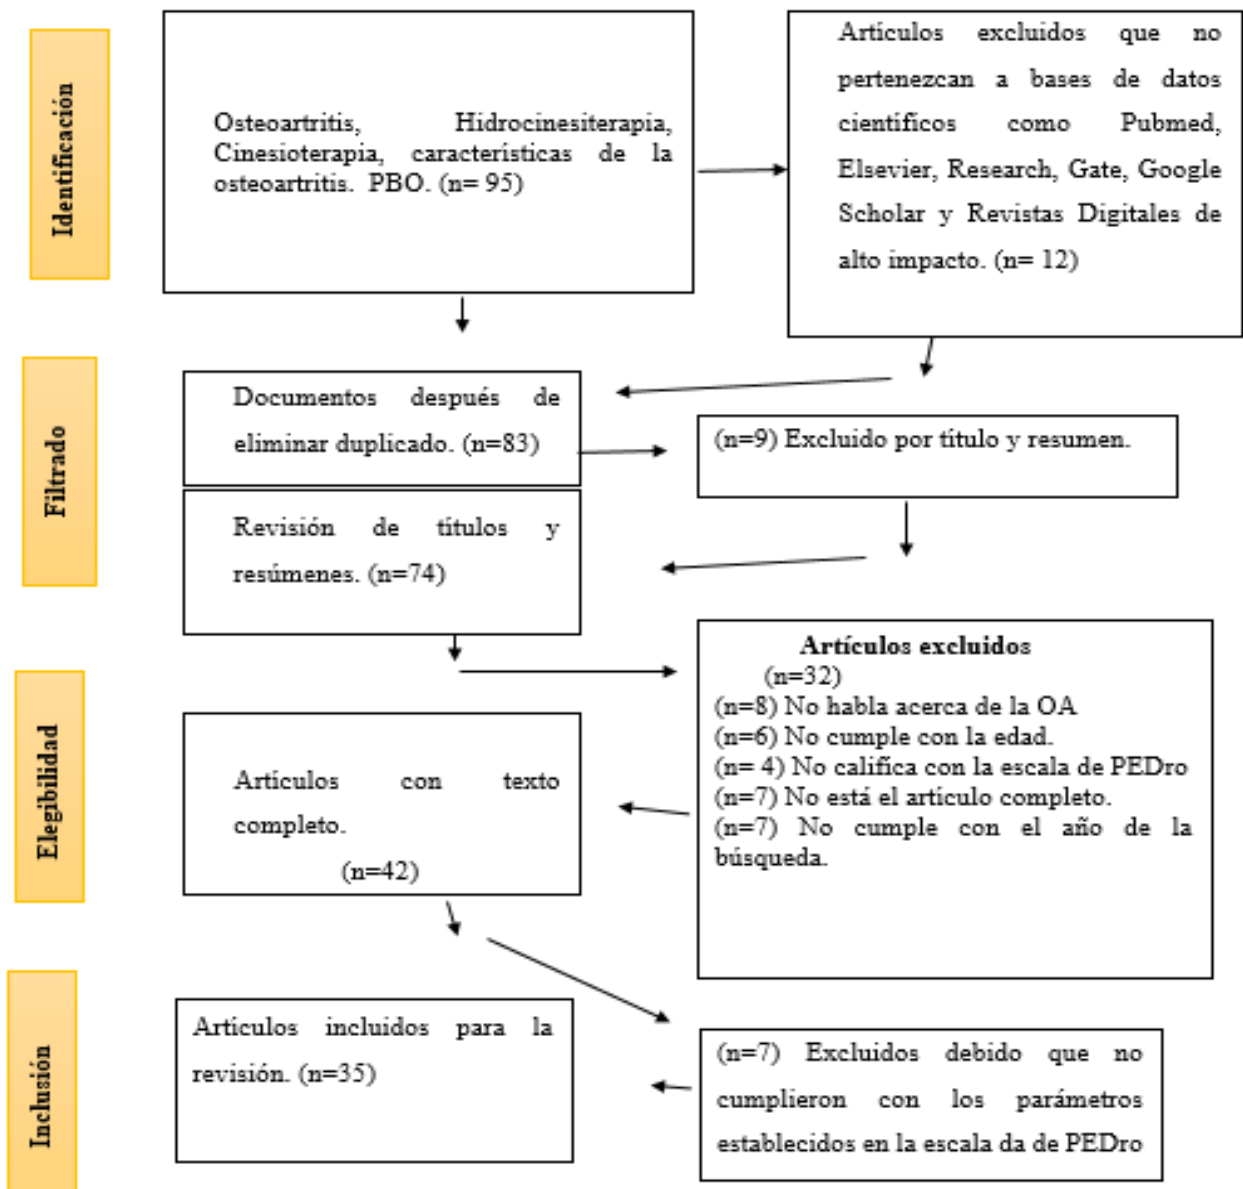 Identificación
Osteoartritis, Hidrocinesiterapia,
Cinesioterapia, características de la
osteoartritis. PBO. (n= 95)
Artículos excluidos que no
pertenezcan a bases de datos
científicos como Pubmed,
Elsevier, Research, Gate, Google
Scholar y Revistas Digitales de
alto impacto. (n= 12)
Filtrado
Documentos después de
eliminar duplicado. (n=83)
(n=9) Excluido por título y resumen.
Revisión de títulos y
resúmenes. (n=74)
Elegibilidad
Artículos excluidos
(n=32)
(n=8) No habla acerca de la OA
(n=6) No cumple con la edad.
(n= 4) No califica con la escala de PEDro
(n=7) No está el artículo completo.
(n=7) No cumple con el año de la
búsqueda.
Artículos con texto
completo.
(n=42)
Inclusión
Artículos incluidos para la
revisión. (n=35)
(n=7) Excluidos debido que no
cumplieron con los parámetros
establecidos en la escala da de PEDro